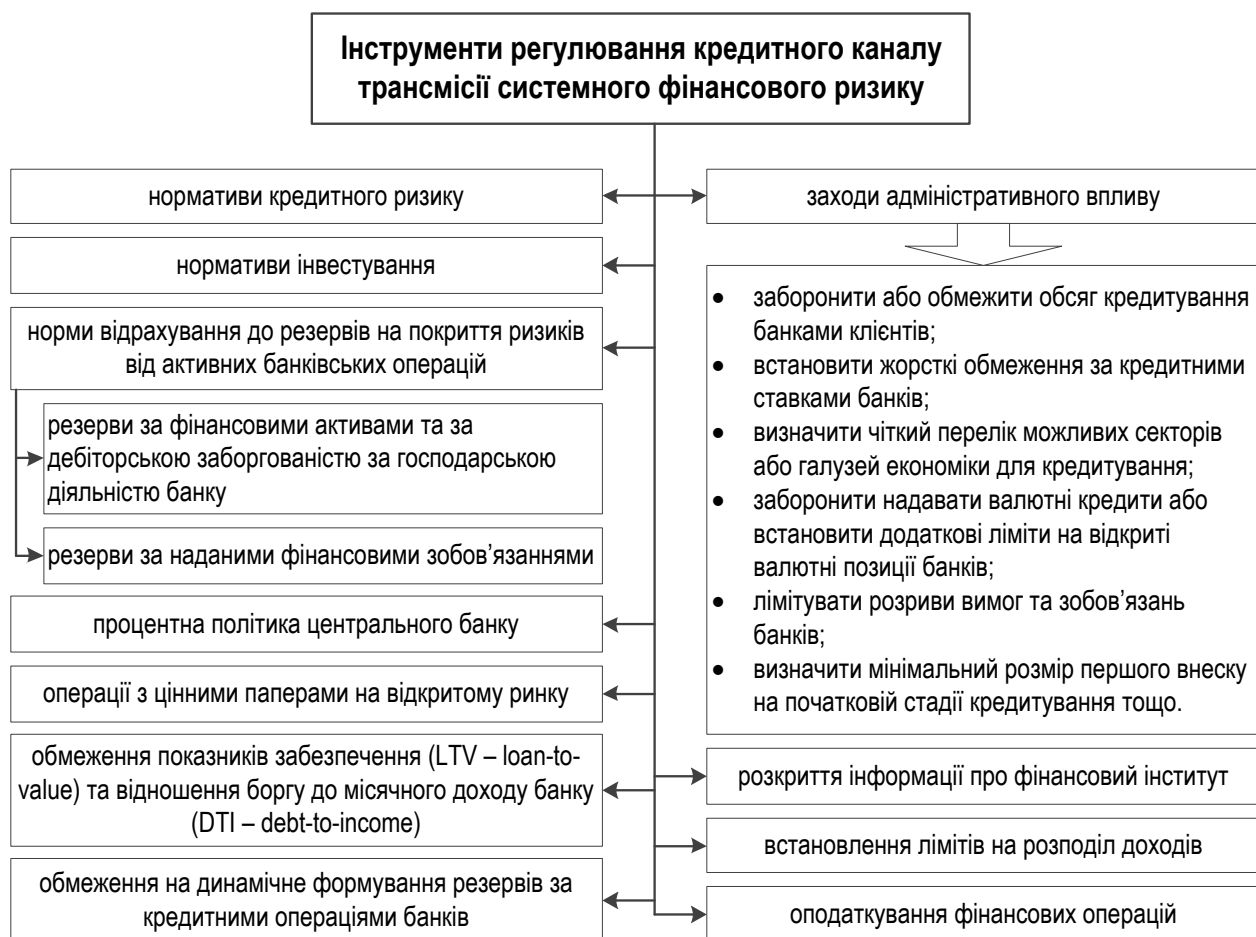 Інструменти регулювання кредитного каналу
трансмісії системного фінансового ризику
нормативи кредитного ризику
нормативи інвестування
норми відрахування до резервів на покриття ризиків
від активних банківських операцій
резерви за фінансовими активами та за
дебіторською заборгованістю за господарською
діяльністю банку
резерви за наданими фінансовими зобов’язаннями
процентна політика центрального банку
операції з цінними паперами на відкритому ринку
обмеження показників забезпечення (LTV – loan-to-
value) та відношення боргу до місячного доходу банку
(DTI – debt-to-income)
обмеження на динамічне формування резервів за
кредитними операціями банків
заходи адміністративного впливу
• заборонити або обмежити обсяг кредитування
банками клієнтів;
• встановити жорсткі обмеження за кредитними
ставками банків;
• визначити чіткий перелік можливих секторів
або галузей економіки для кредитування;
• заборонити надавати валютні кредити або
встановити додаткові ліміти на відкриті
валютні позиції банків;
• лімітувати розриви вимог та зобов’язань
банків;
• визначити мінімальний розмір першого внеску
на початковій стадії кредитування тощо.
розкриття інформації про фінансовий інститут
встановлення лімітів на розподіл доходів
оподаткування фінансових операцій